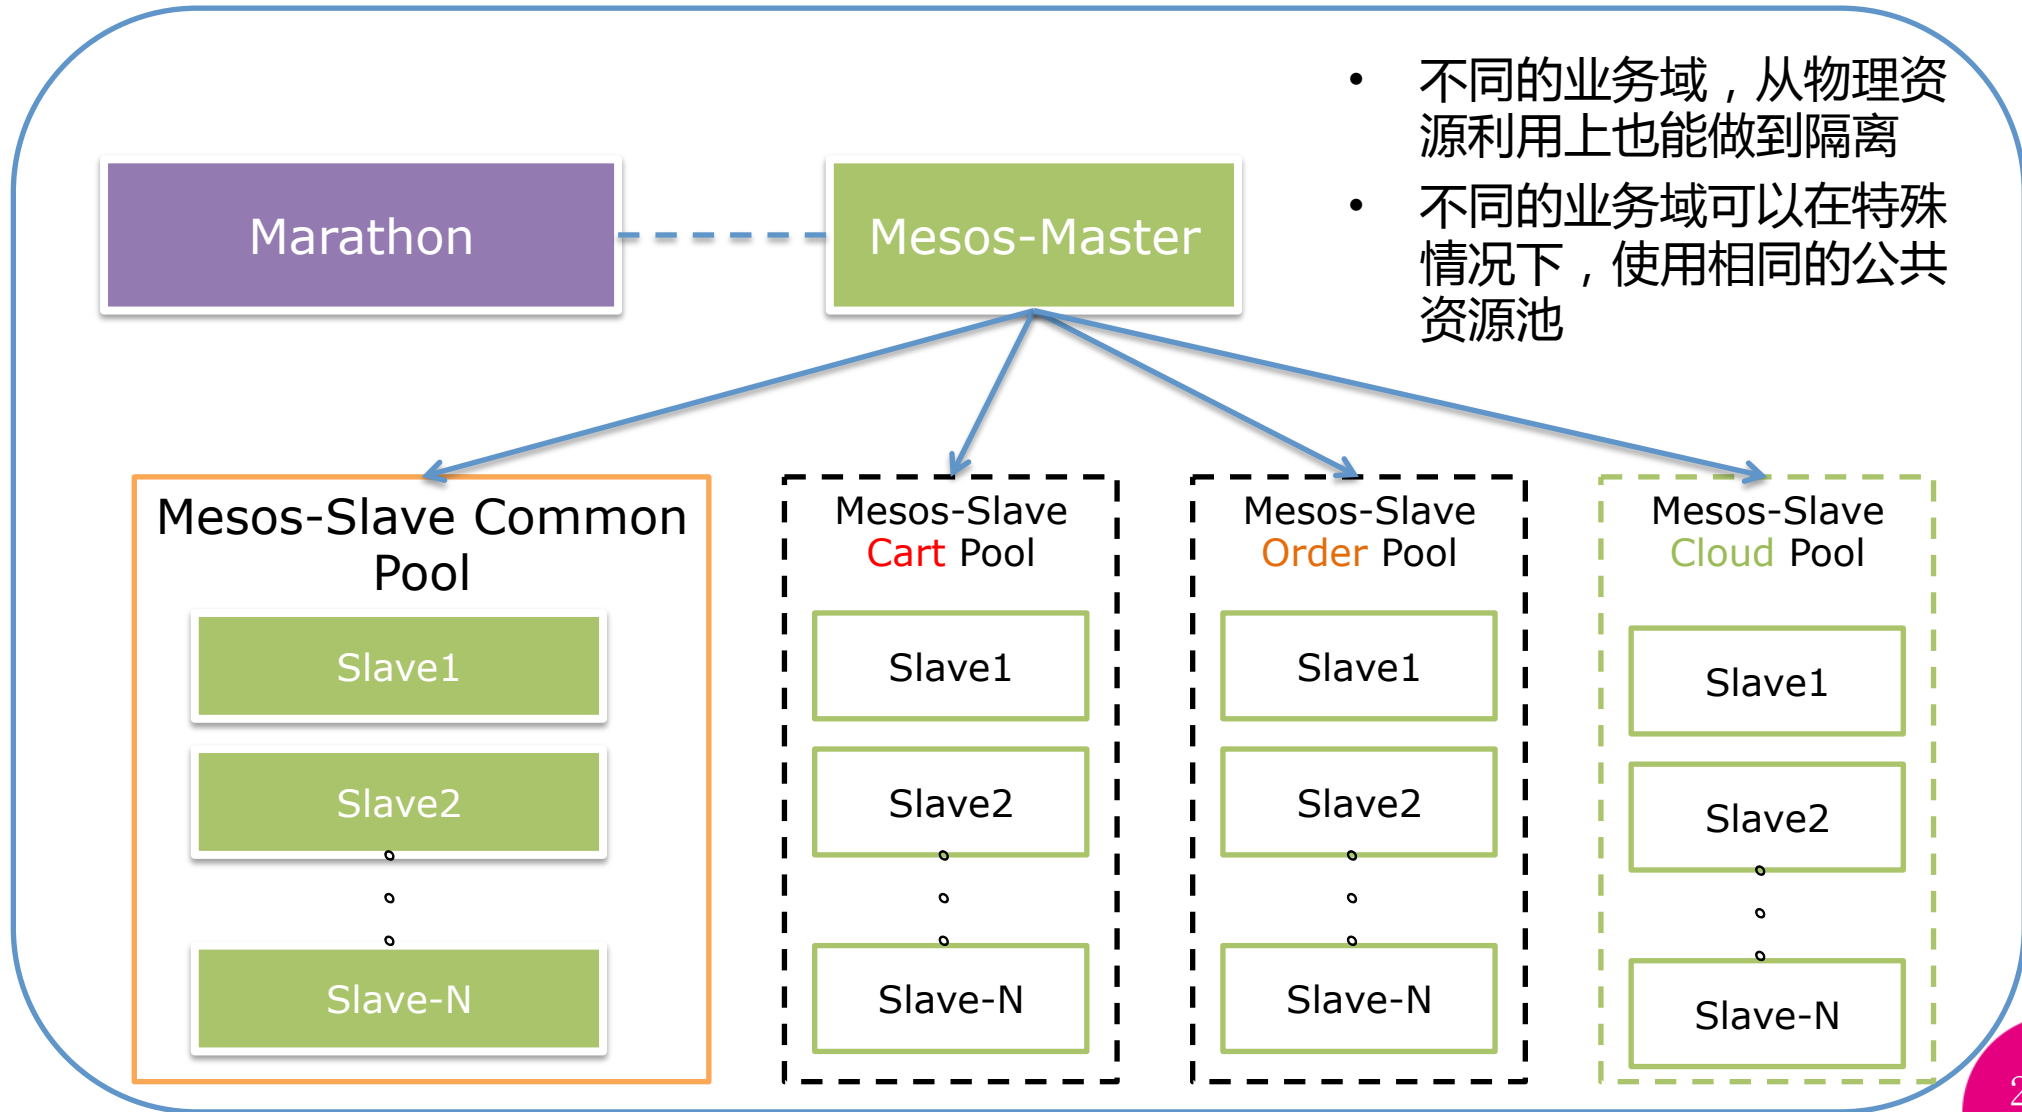 • 不同的业务域，从物理资
源利用上也能做到隔离
• 不同的业务域可以在特殊
情况下，使用相同的公共
资源池
Marathon
Mesos-Master
Mesos-Slave Common
Pool
Slave1
Slave2
Slave-N
Mesos-Slave
Cart Pool
Slave1
Slave2
Slave-N
Mesos-Slave
Order Pool
Slave1
Slave2
Slave-N
Mesos-Slave
Cloud Pool
Slave1
Slave2
Slave-N